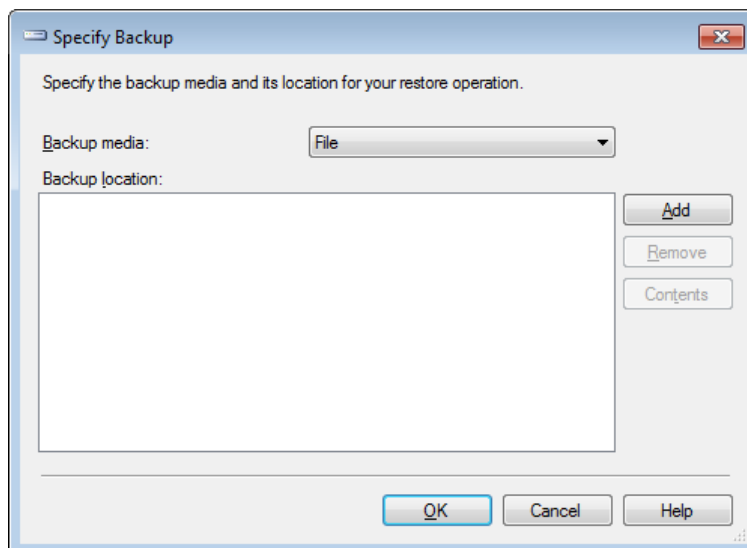 Specify Backup
Specify the backup media and its location for your restore operation.
Backup media:
File
Backup location:
Add
Remove
Contents
OK
Cancel
Help